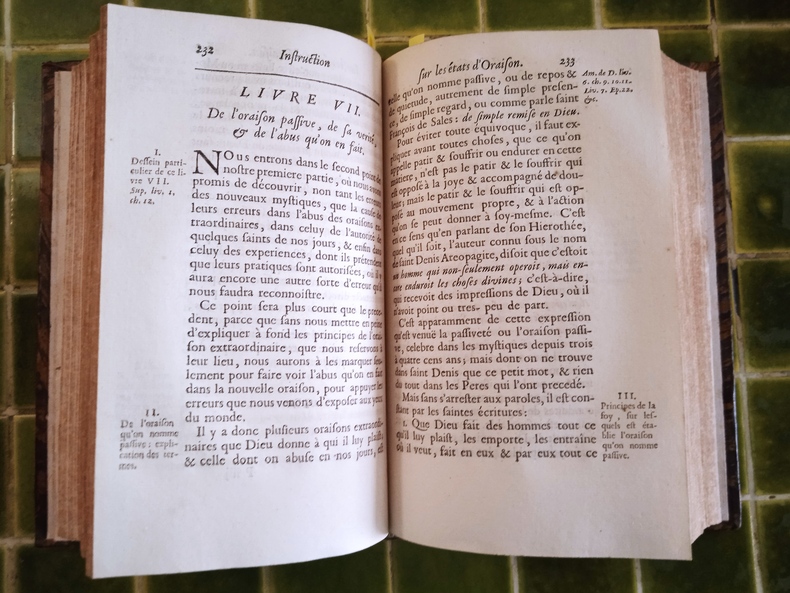 232
Instruction
LIVRE VII.
De l'oraison passive, de sa verité,
& de l'abus qu'on en fait.
I.
Dessein parti-
culier de ce li-
vre VII.
Sup. liv. 1.
ch. 12.
NOus entrons dans le second point de
nostre premiere partie, où nous avons
promis de découvrir, non tant les erreurs
des nouveaux mystiques, que la cause de
leurs erreurs dans l'abus des oraisons ex-
traordinaires, dans celuy de l'autorité de
quelques saints de nos jours, & enfin dans
celuy des experiences, dont ils prétendent
que leurs pratiques sont autorisées, où il y
aura encore une autre sorte d'erreur qu'il
nous faudra reconnoistre.
Ce point sera plus court que le prece-
dent, parce que sans nous mettre en peine
d'expliquer à fond les principes de l'orai-
son extraordinaire, que nous reservons à
leur lieu, nous aurons à les marquer seu-
lement pour faire voir l'abus qu'on en fait
dans la nouvelle oraison, pour appuyer les
erreurs que nous venons d'exposer aux yeux
du monde.
II.
De l'oraison
qu'on nomme
passive: expli-
cation des ter-
mes.
Il y a donc plusieurs oraisons extraordi-
naires que Dieu donne à qui il luy plaist,
& celle dont on abuse en nos jours, est
sur les états d'Oraison.
233
telle qu'on nomme passive, ou de repos &
de quietude, autrement de simple presen-
ce, de simple regard, ou comme parle saint
François de Sales: de simple remise en Dieu.
Am. de D. liv.
6. ch. 9. 10. 11.
Liv. 7. Ep. 22.
&c.
Pour éviter toute équivoque, il faut ex-
pliquer avant toutes choses, que ce qu'on
appelle patir & souffrir ou endurer en cette
matiere, n'est pas le patir & le souffrir qui
est opposé à la joye & accompagné de dou-
leur: mais le patir & le souffrir qui est op-
posé au mouvement propre, & à l'action
qu'on se peut donner à soy-mesme. C'est
en ce sens qu'en parlant de son Hierothée,
quel qu'il soit, l'auteur connu sous le nom
de saint Denis Areopagite, disoit que c'estoit
un homme qui non-seulement operoit, mais en-
core enduroit les choses divines; c'est-à-dire,
qui recevoit des impressions de Dieu, où il
n'avoit point ou tres-peu de part.
C'est apparamment de cette expression
qu'est venuë la passiveté ou l'oraison passi-
ve, celebre dans les mystiques depuis trois
à quatre cens ans; mais dont on ne trouve
dans saint Denis que ce petit mot, & rien
du tout dans les Peres qui l'ont precedé.
Mais sans s'arrester aux paroles, il est con-
stant par les saintes écritures:
III.
Principes de la
foy, sur les-
quels est éta-
blie l'oraison
qu'on nomme
passive.
1. Que Dieu fait des hommes tout ce
qu'il luy plaist, les emporte, les entraîne
où il veut, fait en eux & par eux tout ce